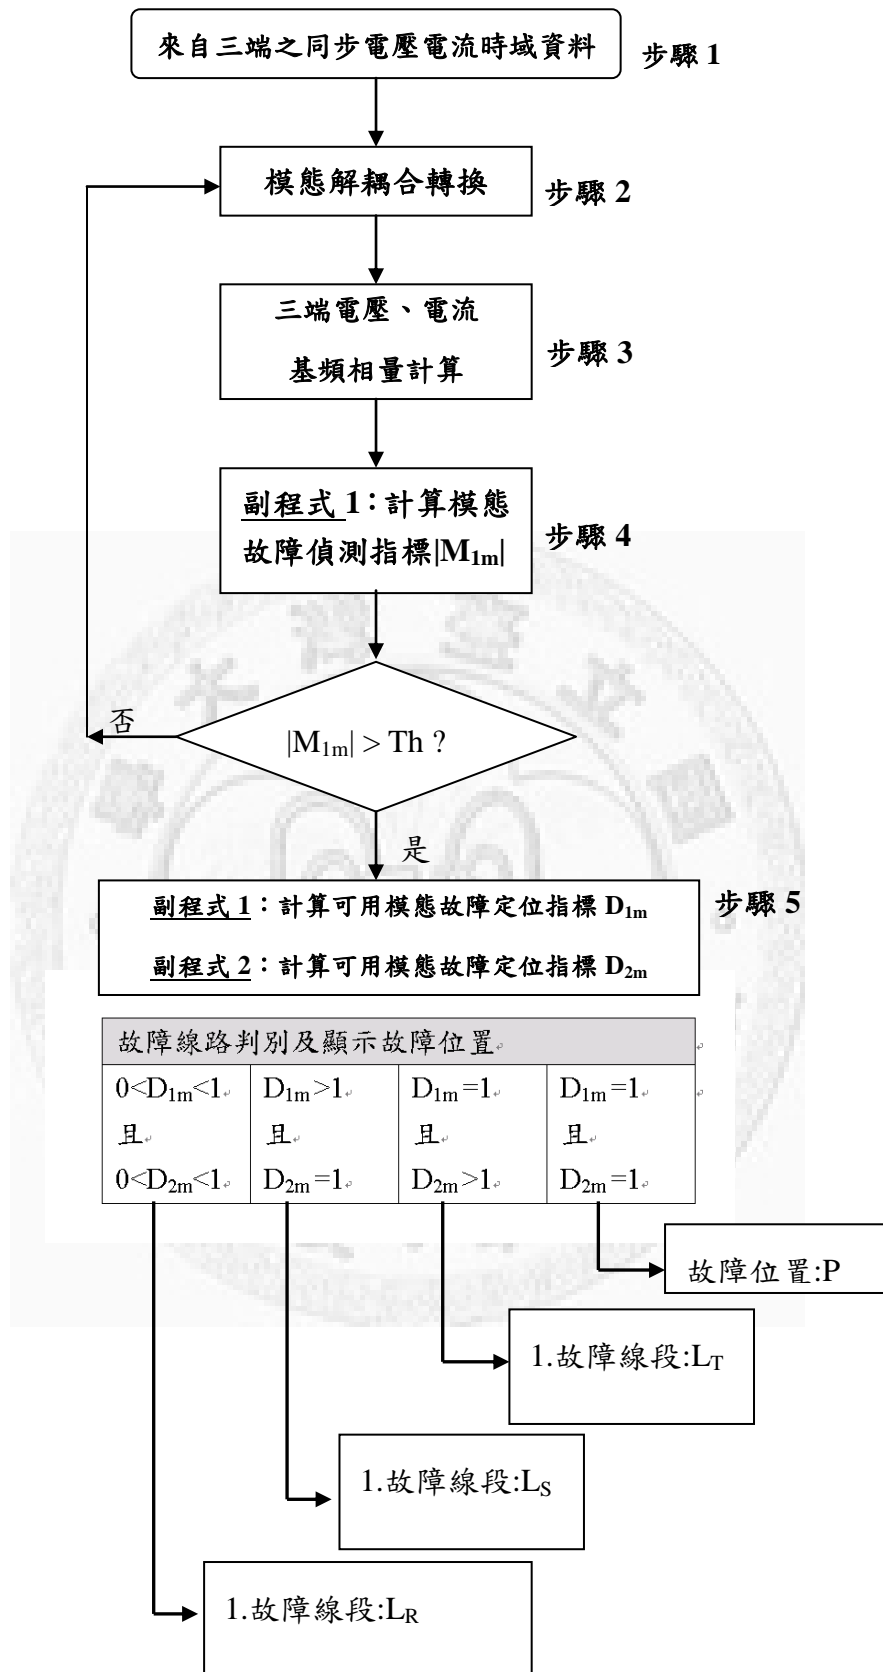 來自三端之同步電壓電流時域資料
步驟 1
模態解耦合轉換
步驟 2
三端電壓、電流
基頻相量計算
步驟 3
副程式 1：計算模態
故障偵測指標|M1m|
步驟 4
|M1m| > Th ?
否
是
副程式 1：計算可用模態故障定位指標 D1m
副程式 2：計算可用模態故障定位指標 D2m
步驟 5
故障線路判別及顯示故障位置
0<D1m<1
且
0<D2m<1
D1m>1
且
D2m=1
D1m=1
且
D2m>1
D1m=1
且
D2m=1
故障位置:P
1.故障線段:LT
1.故障線段:LS
1.故障線段:LR